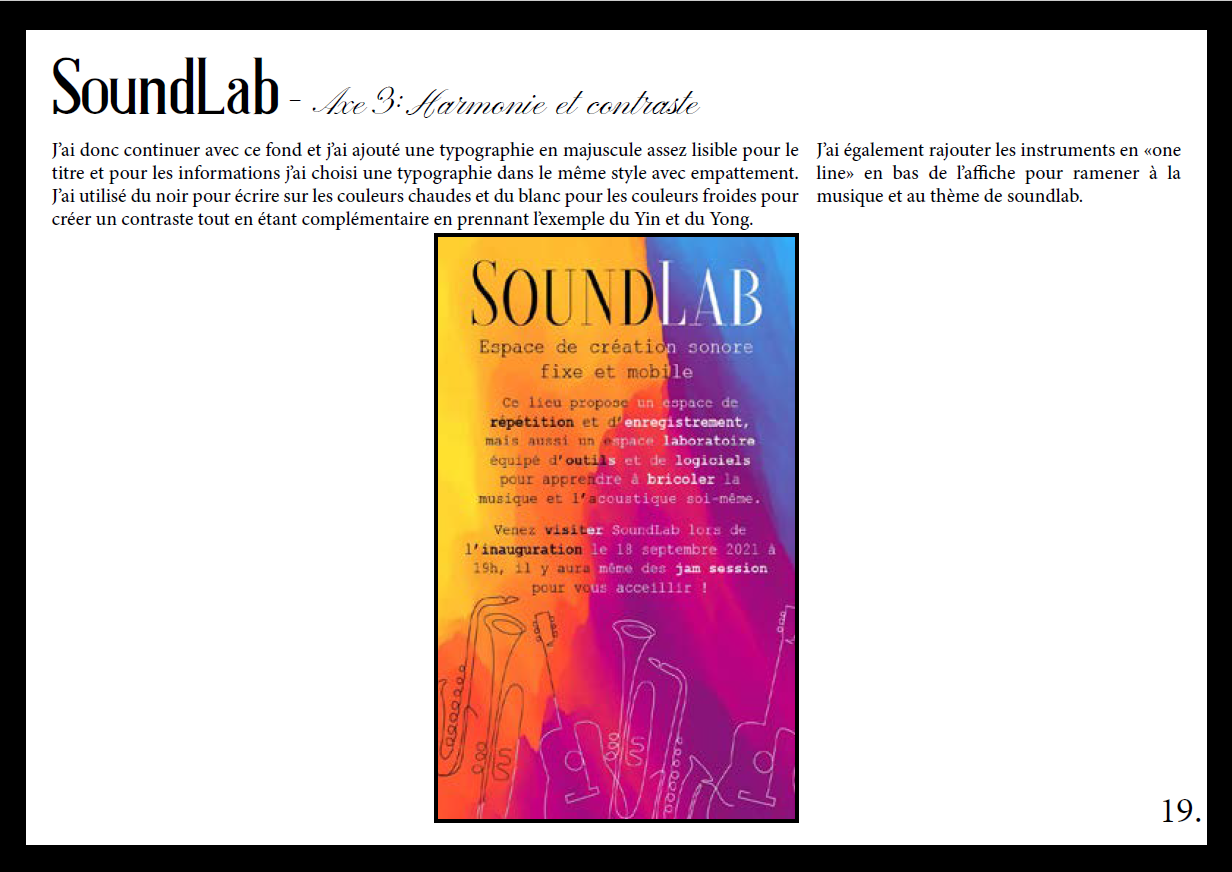 SoundLab - Axe 3: Harmonie et contraste
J'ai donc continuer avec ce fond et j'ai ajouté une typographie en majuscule assez lisible pour le
titre et pour les informations j'ai choisi une typographie dans le même style avec empattement.
J'ai utilisé du noir pour écrire sur les couleurs chaudes et du blanc pour les couleurs froides pour
créer un contraste tout en étant complémentaire en prennant l'exemple du Yin et du Yong.
J'ai également rajouter les instruments en «one
line» en bas de l'affiche pour ramener à la
musique et au thème de soundlab.
SOUNDLAB
Espace de création sonore
fixe et mobile
Ce lieu propose un espace de
répétition et d'enregistrement,
mais aussi un espace laboratoire
équipé d'outils et de logiciels
pour apprendre à bricoler la
musique et l'acoustique soi-même.
Venez visiter SoundLab lors de
l'inauguration le 18 septembre 2021 à
19h, il y aura même des jam session
pour vous acceillir !
19.